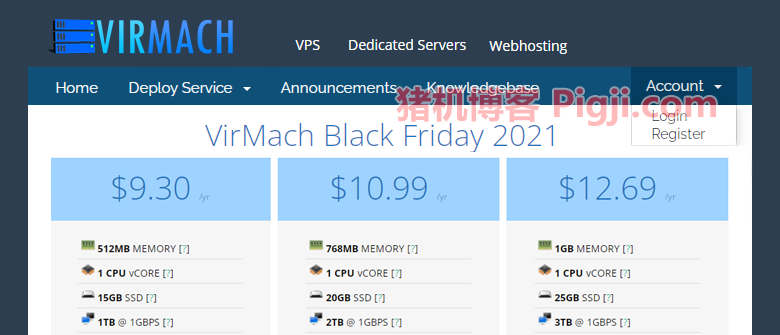 VIRMACH
VPS Dedicated Servers Webhosting
Home Deploy Service Announcements Knowledgebase Account
猪机博客 Pigji.com
Login
Register
VirMach Black Friday 2021
$9.30 /yr $10.99 /yr $12.69 /yr
512MB MEMORY [?] 768MB MEMORY [?] 1GB MEMORY [?]
1 CPU vCORE [?] 1 CPU vCORE [?] 1 CPU vCORE [?]
15GB SSD [?] 20GB SSD [?] 25GB SSD [?]
1TB @ 1GBPS [?] 2TB @ 1GBPS [?] 3TB @ 1GBPS [?]